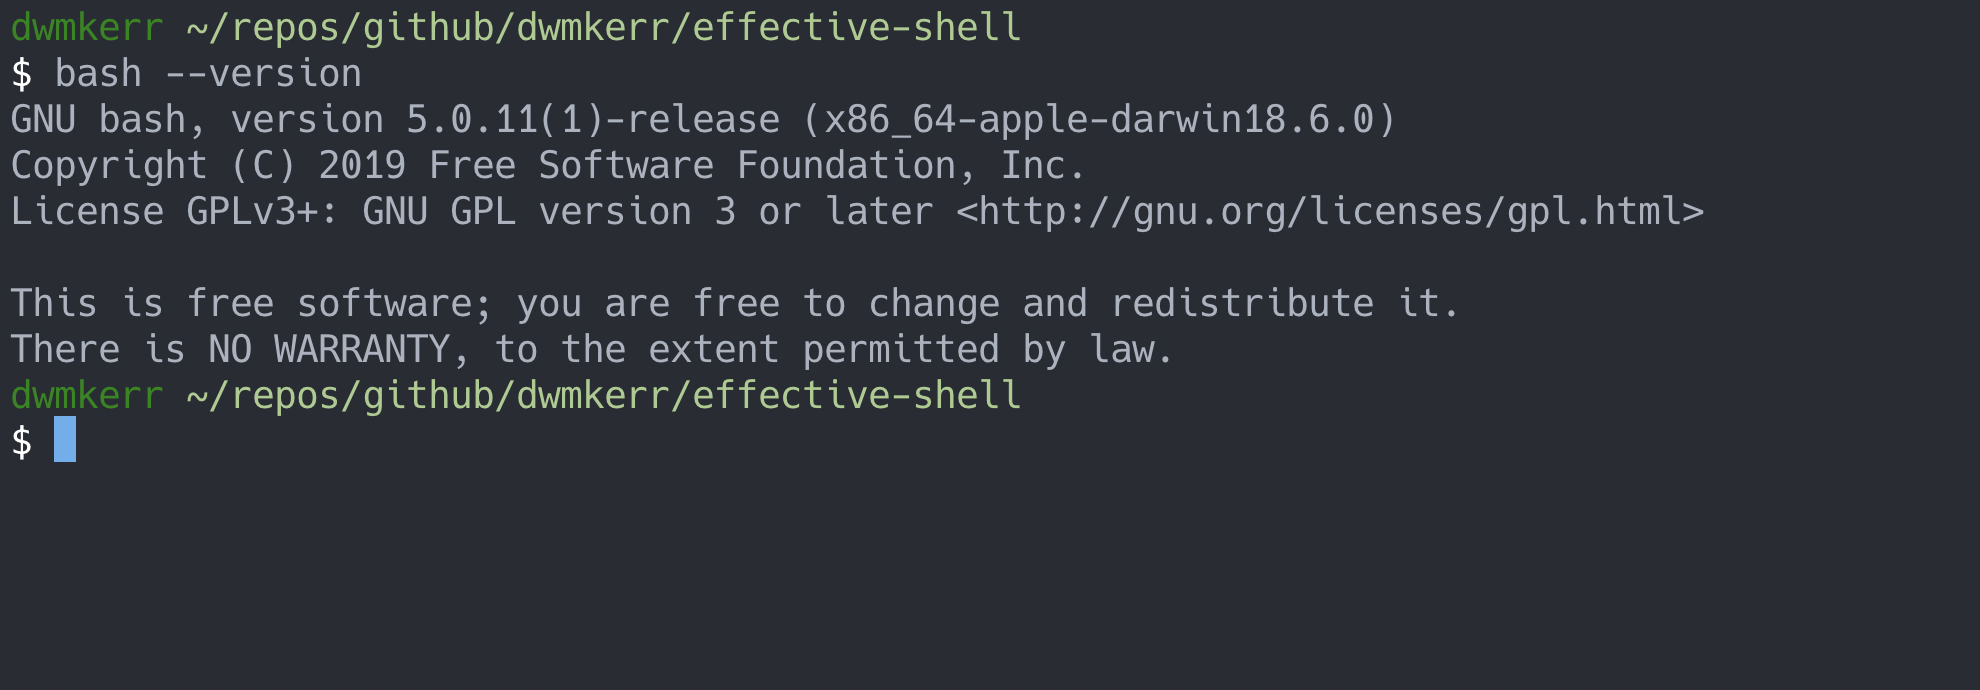 dwmkerr ~/repos/github/dwmkerr/effective-shell
$ bash --version
GNU bash, version 5.0.11(1)-release (x86_64-apple-darwin18.6.0)
Copyright (C) 2019 Free Software Foundation, Inc.
License GPLv3+: GNU GPL version 3 or later <http://gnu.org/licenses/gpl.html>

This is free software; you are free to change and redistribute it.
There is NO WARRANTY, to the extent permitted by law.
dwmkerr ~/repos/github/dwmkerr/effective-shell
$